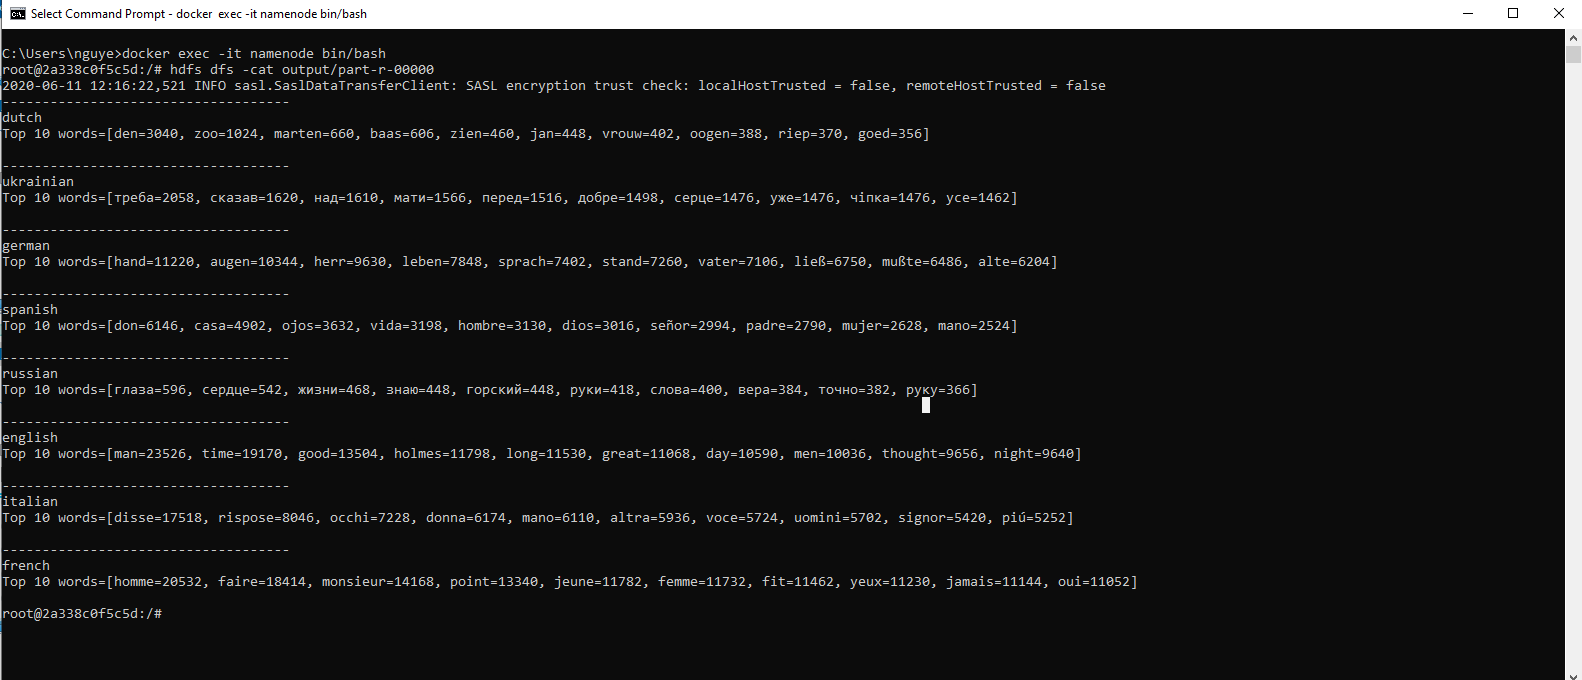 Select Command Prompt - docker  exec -it namenode bin/bash
C:\Users\nguye>docker exec -it namenode bin/bash
root@2a338c0f5c5d:/# hdfs dfs -cat output/part-r-00000
2020-06-11 12:16:22,521 INFO sasl.SaslDataTransferClient: SASL encryption trust check: localHostTrusted = false, remoteHostTrusted = false
------------------------------------
dutch
Top 10 words=[den=3040, zoo=1024, marten=660, baas=606, zien=460, jan=448, vrouw=402, oogen=388, riep=370, goed=356]
------------------------------------
ukrainian
Top 10 words=[треба=2058, сказав=1620, над=1610, мати=1566, перед=1516, добре=1498, серце=1476, уже=1476, чіпка=1476, усе=1462]
------------------------------------
german
Top 10 words=[hand=11220, augen=10344, herr=9630, leben=7848, sprach=7402, stand=7260, vater=7106, ließ=6750, mußte=6486, alte=6204]
------------------------------------
spanish
Top 10 words=[don=6146, casa=4902, ojos=3632, vida=3198, hombre=3130, dios=3016, señor=2994, padre=2790, mujer=2628, mano=2524]
------------------------------------
russian
Top 10 words=[глаза=596, сердце=542, жизни=468, знаю=448, горский=448, руки=418, слова=400, вера=384, точно=382, руку=366]
------------------------------------
english
Top 10 words=[man=23526, time=19170, good=13504, holmes=11798, long=11530, great=11068, day=10590, men=10036, thought=9656, night=9640]
------------------------------------
italian
Top 10 words=[disse=17518, rispose=8046, occhi=7228, donna=6174, mano=6110, altra=5936, voce=5724, uomini=5702, signor=5420, piú=5252]
------------------------------------
french
Top 10 words=[homme=20532, faire=18414, monsieur=14168, point=13340, jeune=11782, femme=11732, fit=11462, yeux=11230, jamais=11144, oui=11052]
root@2a338c0f5c5d:/#